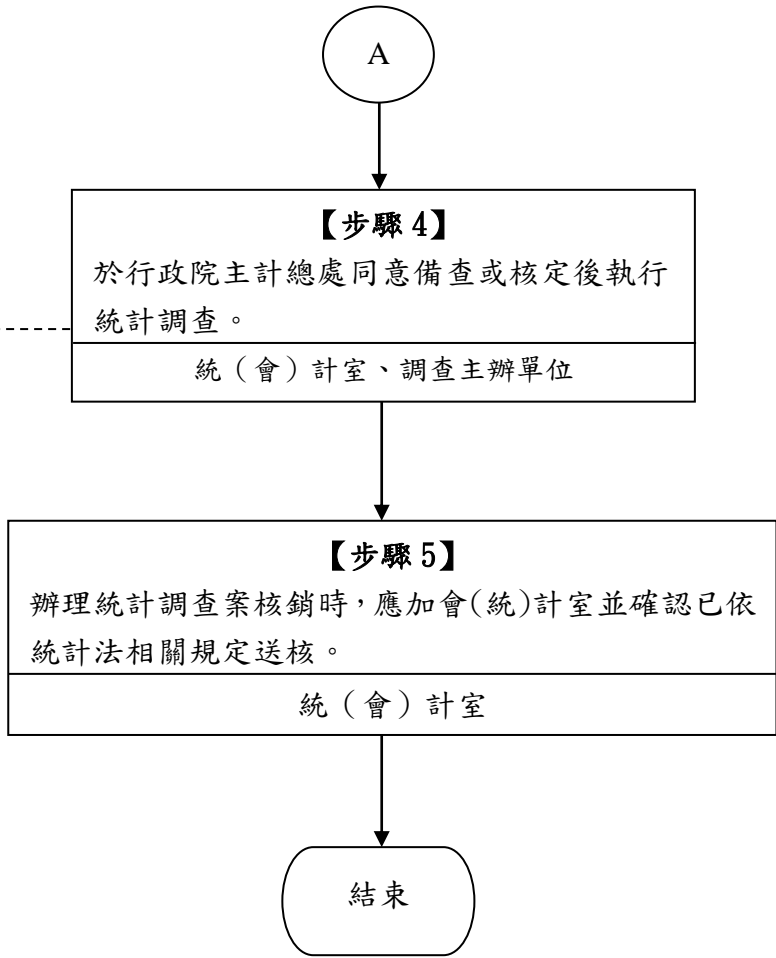 A
【步驟 4】
於行政院主計總處同意備查或核定後執行
統計調查。
統（會）計室、調查主辦單位
【步驟 5】
辦理統計調查案核銷時，應加會(統)計室並確認已依
統計法相關規定送核。
統（會）計室
結束